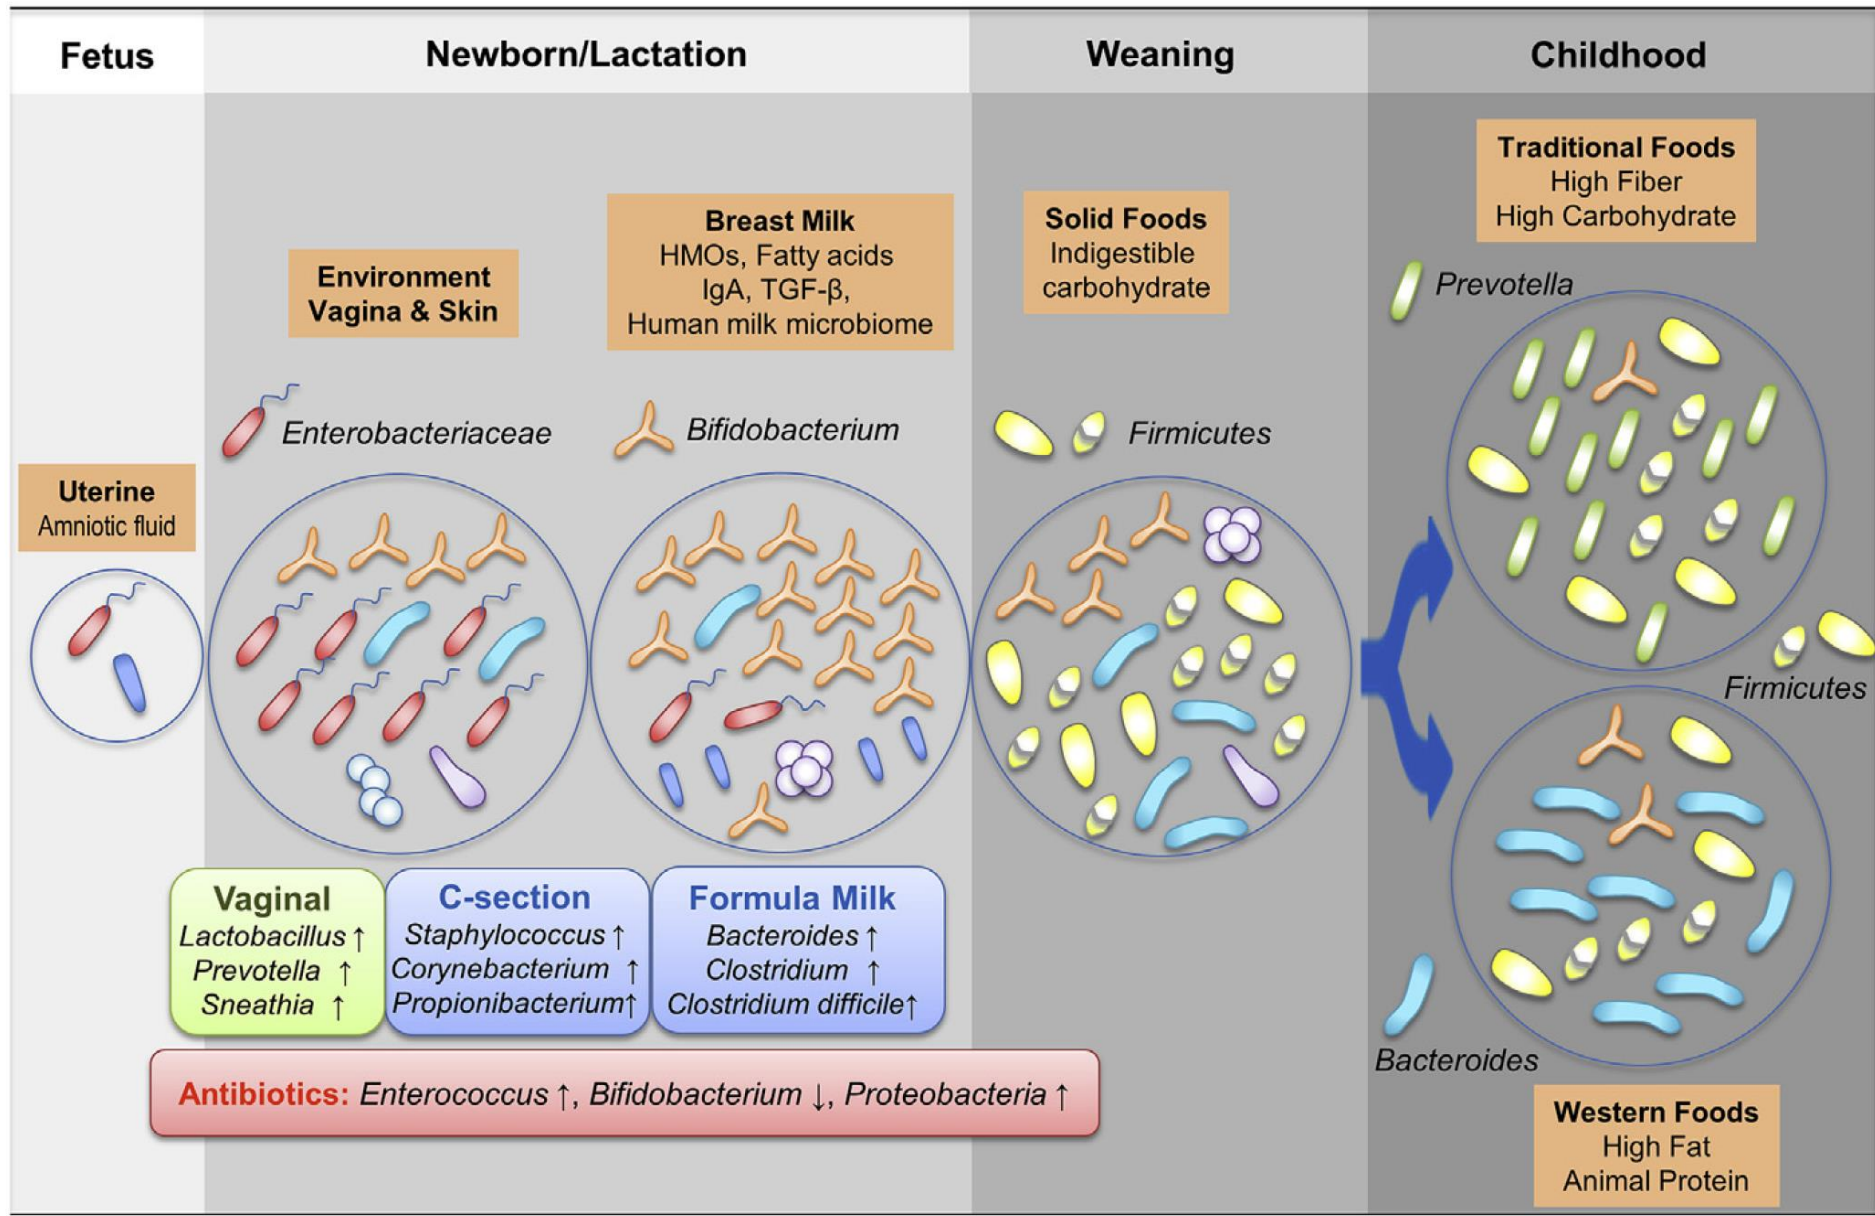 Fetus
Newborn/Lactation
Weaning
Childhood
Uterine
Amniotic fluid
Environment
Vagina & Skin
Enterobacteriaceae
Breast Milk
HMOs, Fatty acids
IgA, TGF-β,
Human milk microbiome
Bifidobacterium
Solid Foods
Indigestible
carbohydrate
Firmicutes
Traditional Foods
High Fiber
High Carbohydrate
Prevotella
Firmicutes
Bacteroides
Western Foods
High Fat
Animal Protein
Vaginal
Lactobacillus ↑
Prevotella ↑
Sneathia ↑
C-section
Staphylococcus ↑
Corynebacterium ↑
Propionibacterium↑
Formula Milk
Bacteroides ↑
Clostridium ↑
Clostridium difficile↑
Antibiotics: Enterococcus ↑, Bifidobacterium ↓, Proteobacteria ↑